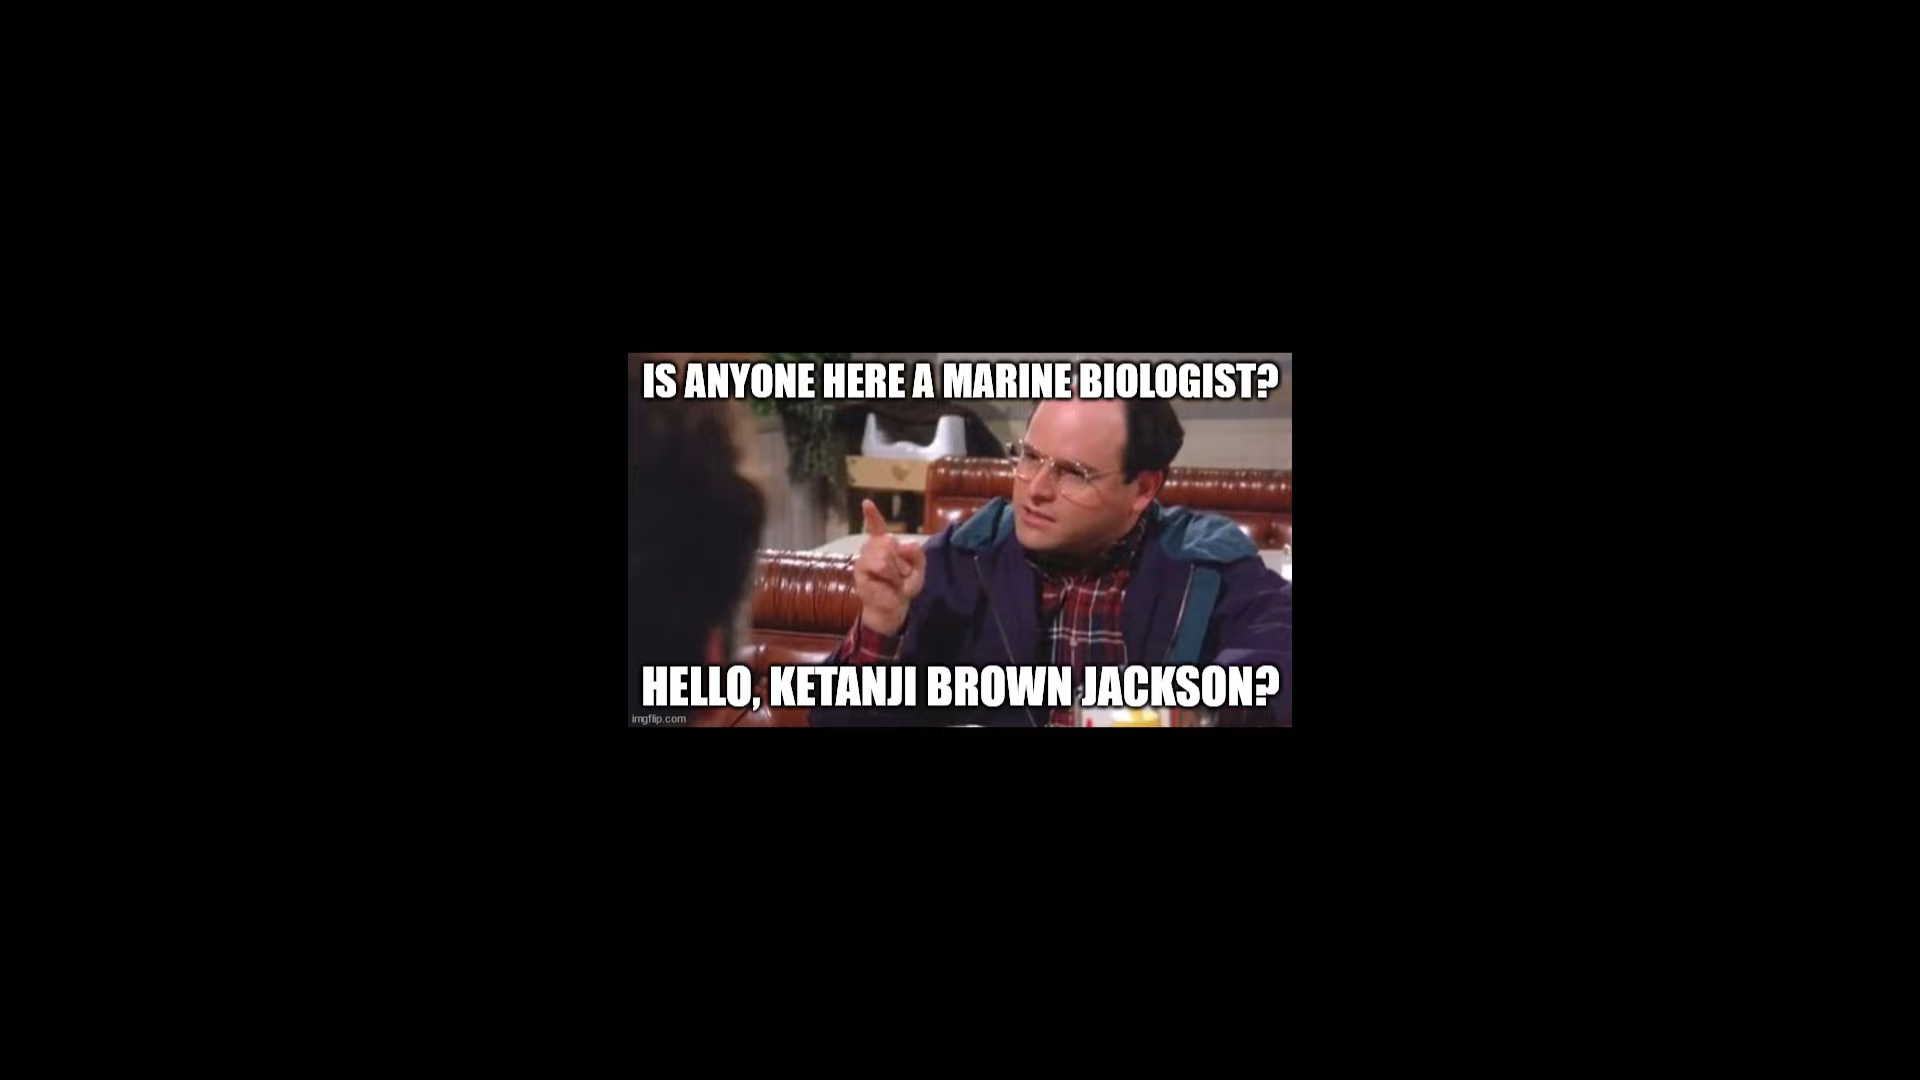 IS ANYONE HERE A MARINE BIOLOGIST?
HELLO, KETANJI BROWN JACKSON?
imgflip.com